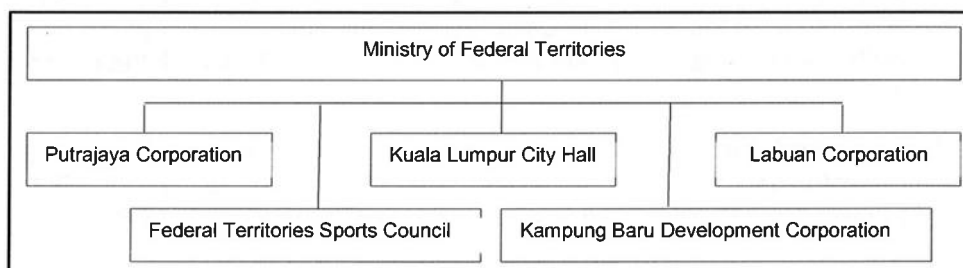 Ministry of Federal Territories
Putrajaya Corporation
Kuala Lumpur City Hall
Labuan Corporation
Federal Territories Sports Council
Kampung Baru Development Corporation